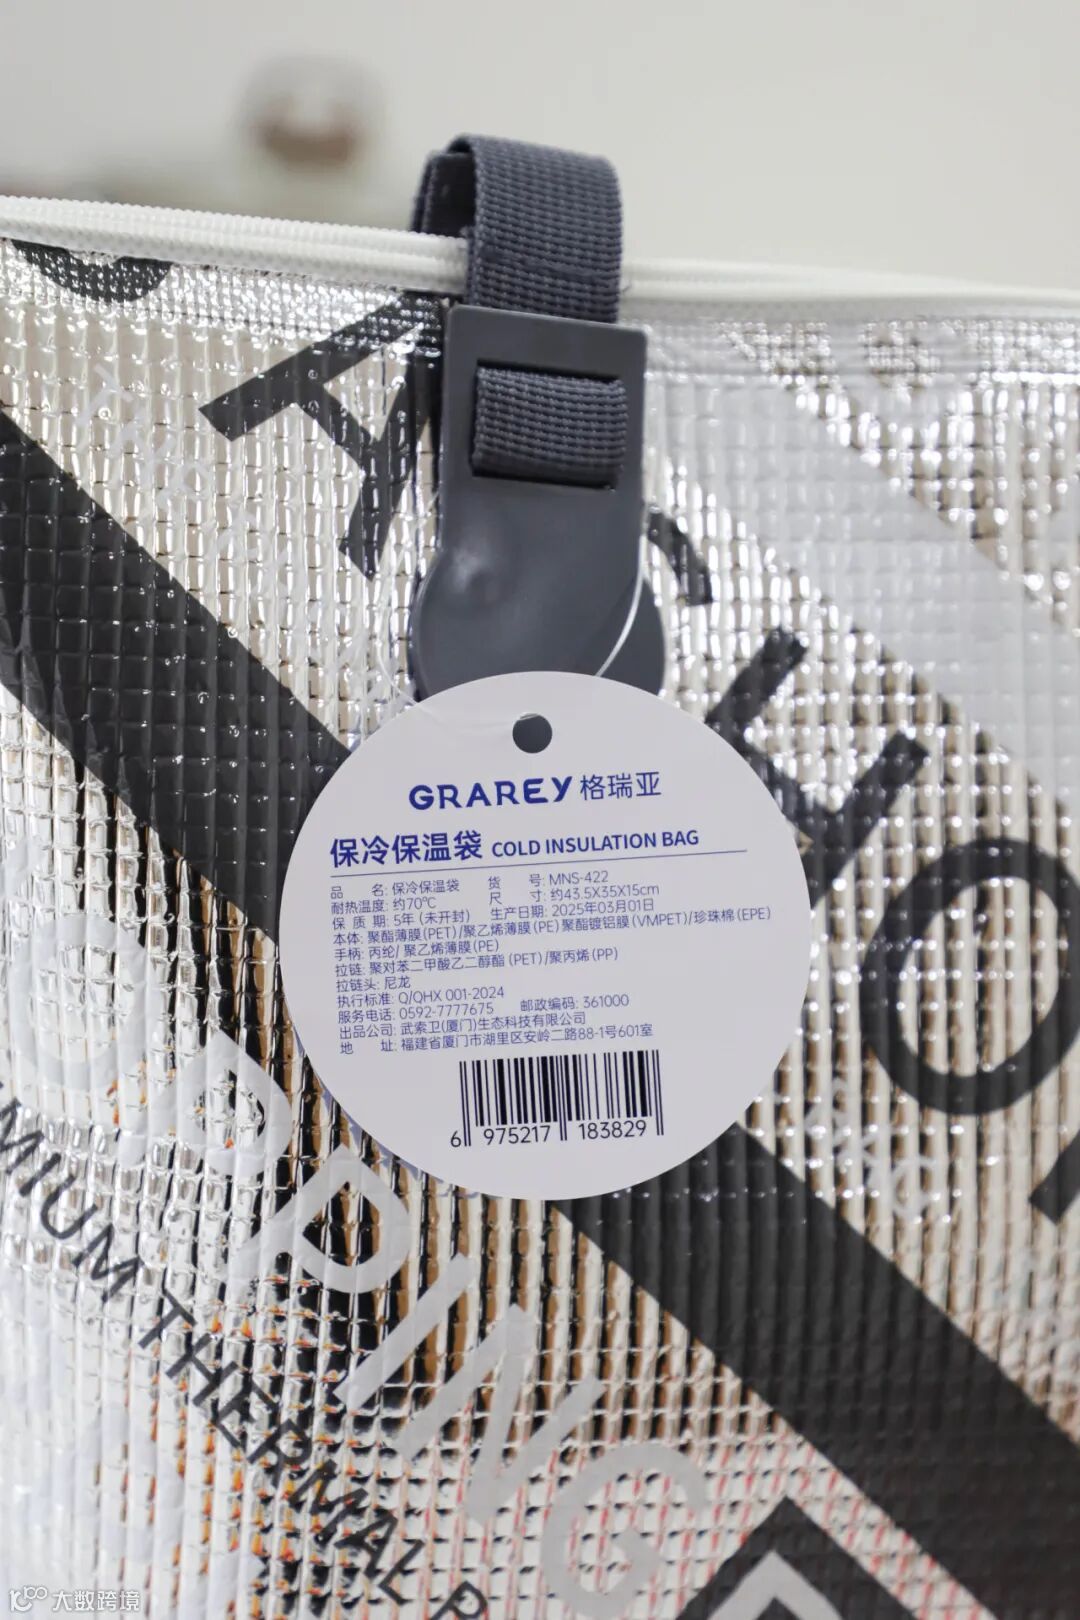 GRAREY 格瑞亚
保冷保温袋 COLD INSULATION BAG
品 名: 保冷保温袋 货 号: MNS-422
耐热温度: 约70℃ 尺 寸: 约43.5X35X15cm
保 质 期: 5年 (未开封) 生产日期: 2025年03月01日
本体: 聚酯薄膜(PET)/聚乙烯薄膜(PE)聚酯镀铝膜(VMPET)/珍珠棉(EPE)
手柄: 丙纶/ 聚乙烯薄膜(PE)
拉链: 聚对苯二甲酸乙二醇酯(PET)/聚丙烯(PP)
拉链头: 尼龙
执行标准: Q/QHX 001-2024
服务电话: 0592-7777675 邮政编码: 361000
出品公司: 武索卫(厦门)生态科技有限公司
地 址: 福建省厦门市湖里区安岭二路88-1号601室
6 975217 183829
OPPING
MIUM THERMAL P
大数跨境